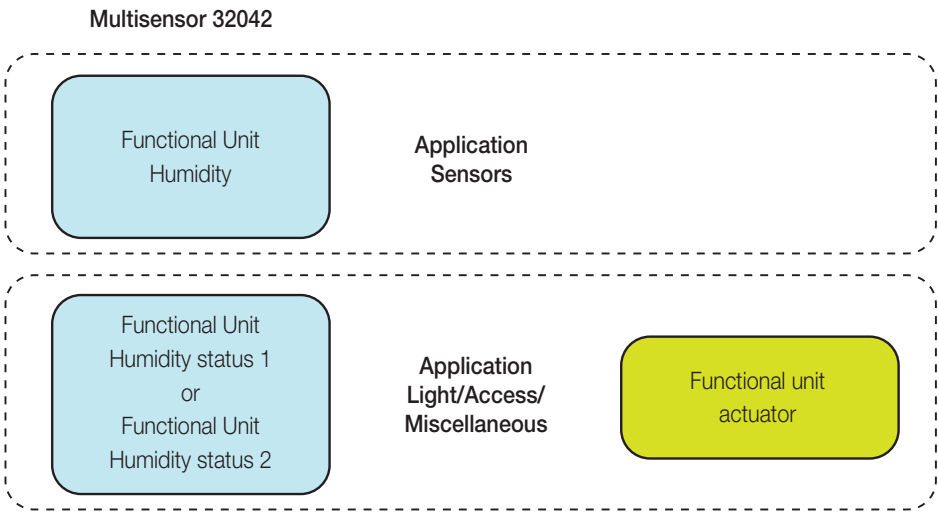 Multisensor 32042
Functional Unit
Humidity
Application
Sensors
Functional Unit
Humidity status 1
or
Functional Unit
Humidity status 2
Application
Light/Access/
Miscellaneous
Functional unit
actuator